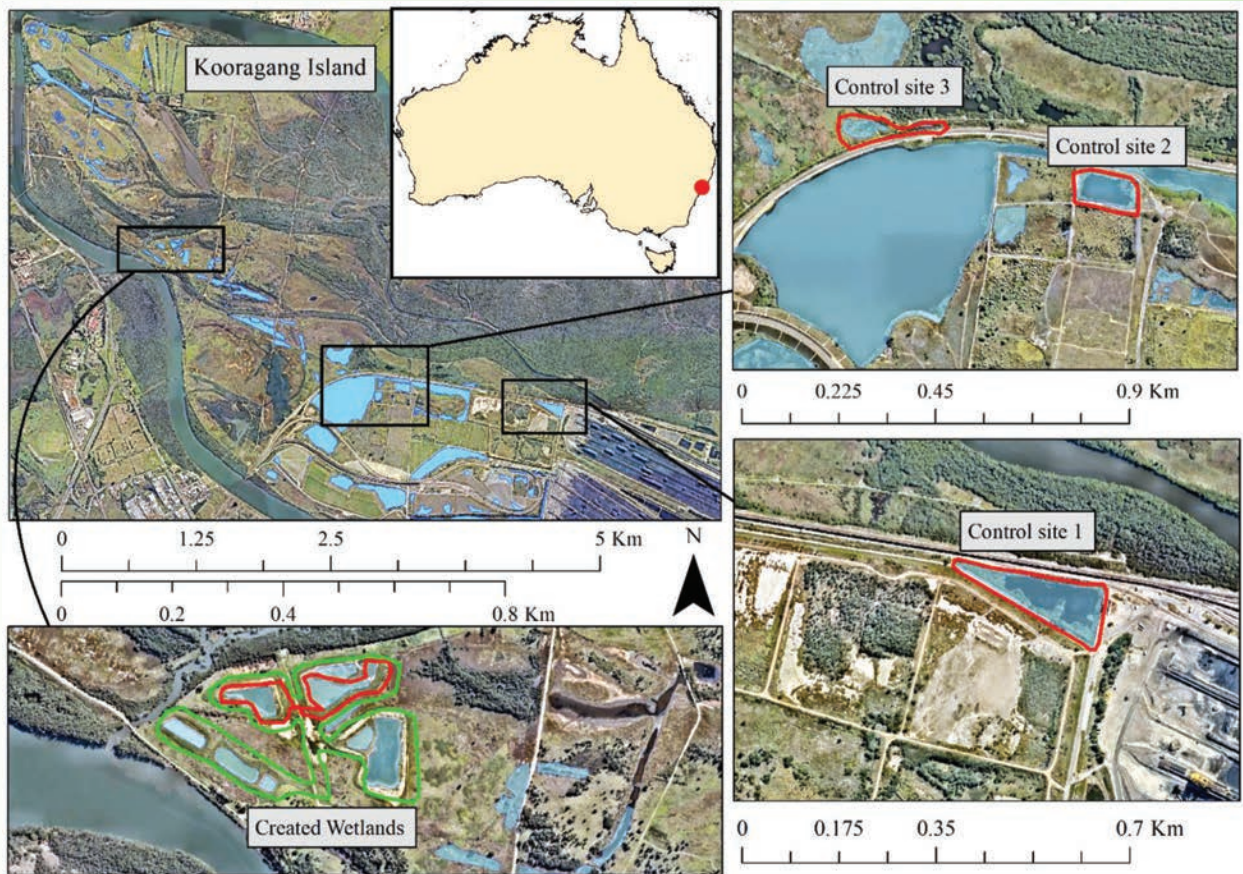 Kooragang Island
Control site 3
Control site 2
0 0.225 0.45 0.9 Km
Control site 1
0 1.25 2.5 5 Km
N
0 0.2 0.4 0.8 Km
Created Wetlands
0 0.175 0.35 0.7 Km